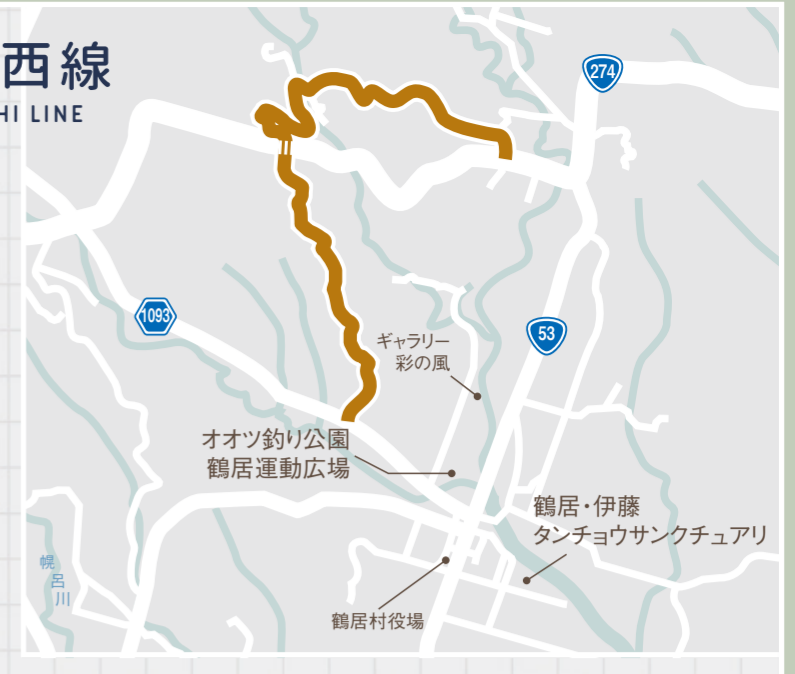 西線
HI LINE
274
1093
53
ギャラリー
彩の風
オオツ釣り公園
鶴居運動広場
鶴居・伊藤
タンチョウサンクチュアリ
幌呂川
鶴居村役場